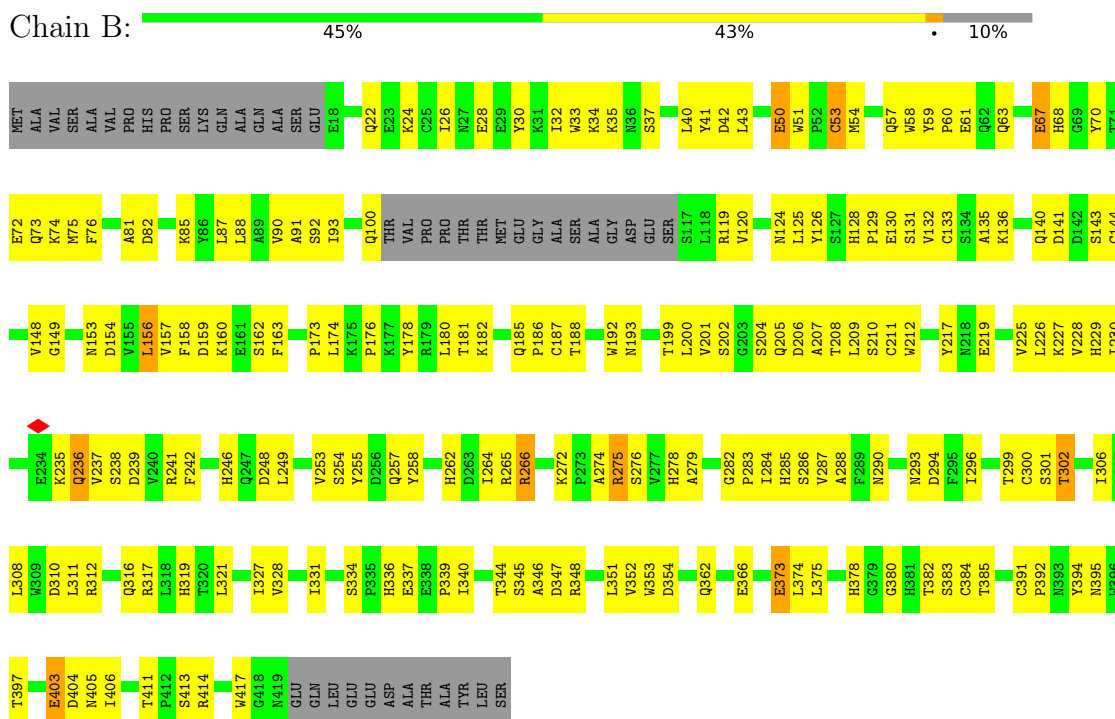 Chain B:
45% 43% • 10%
MET ALA VAL SER ALA VAL PRO HIS PRO SER LYS GLN ALA GLN ALA SER GLU E18 Q22 E23 K24 C25 I26 N27 E28 E29 Y30 K31 I32 W33 K34 K35 N36 S37 L40 Y41 D42 L43 E50 W51 P52 C53 M54 Q57 W58 Y59 P60 E61 Q62 Q63 E67 H68 G69 Y70 T71
E72 Q73 K74 M75 F76 A81 D82 K85 Y86 L87 L88 A89 V90 A91 S92 I93 Q100 THR VAL PRO PRO THR THR MET GLU GLY ALA SER ALA GLY ASP GLU SER S117 L118 R119 V120 N124 L125 Y126 S127 H128 P129 E130 S131 V132 C133 S134 A135 K136 Q140 D141 D142 S143
V148 G149 N153 D154 V155 L156 V157 F158 D159 K160 E161 S162 F163 P173 L174 K175 P176 K177 Y178 R179 L180 T181 K182 Q185 P186 C187 T188 W192 N193 T199 L200 V201 S202 G203 S204 Q205 D206 A207 T208 L209 S210 C211 W212 Y217 N218 E219 V225 L226 K227 V228 H229
E234 K235 Q236 V237 S238 D239 V240 R241 F242 H246 Q247 D248 L249 V253 S254 Y255 D256 Q257 Y258 H262 D263 I264 R265 R266 K272 P273 A274 R275 S276 V277 H278 A279 G282 P283 I284 H285 S286 V287 A288 F289 N290 N293 D294 F295 I296 T299 C300 S301 T302 I306
L308 W309 D310 L311 R312 Q316 R317 L318 H319 T320 L321 I327 V328 I331 S334 P335 H336 E337 E338 P339 I340 T344 S345 A346 D347 R348 L351 V352 W353 D354 Q362 E366 E373 L374 L375 H378 G379 G380 H381 T382 S383 C384 T385 C391 P392 N393 Y394 N395
T397 E403 D404 N405 I406 T411 P412 S413 R414 W417 G418 N419 GLU GLN LEU GLU GLU ASP ALA THR ALA TYR LEU SER